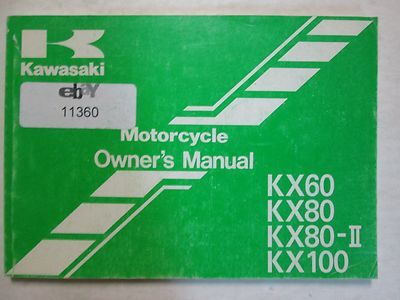 K
Kawasaki
ebay
11360
Motorcycle
Owner's Manual
KX60
KX80
KX80-II
KX100